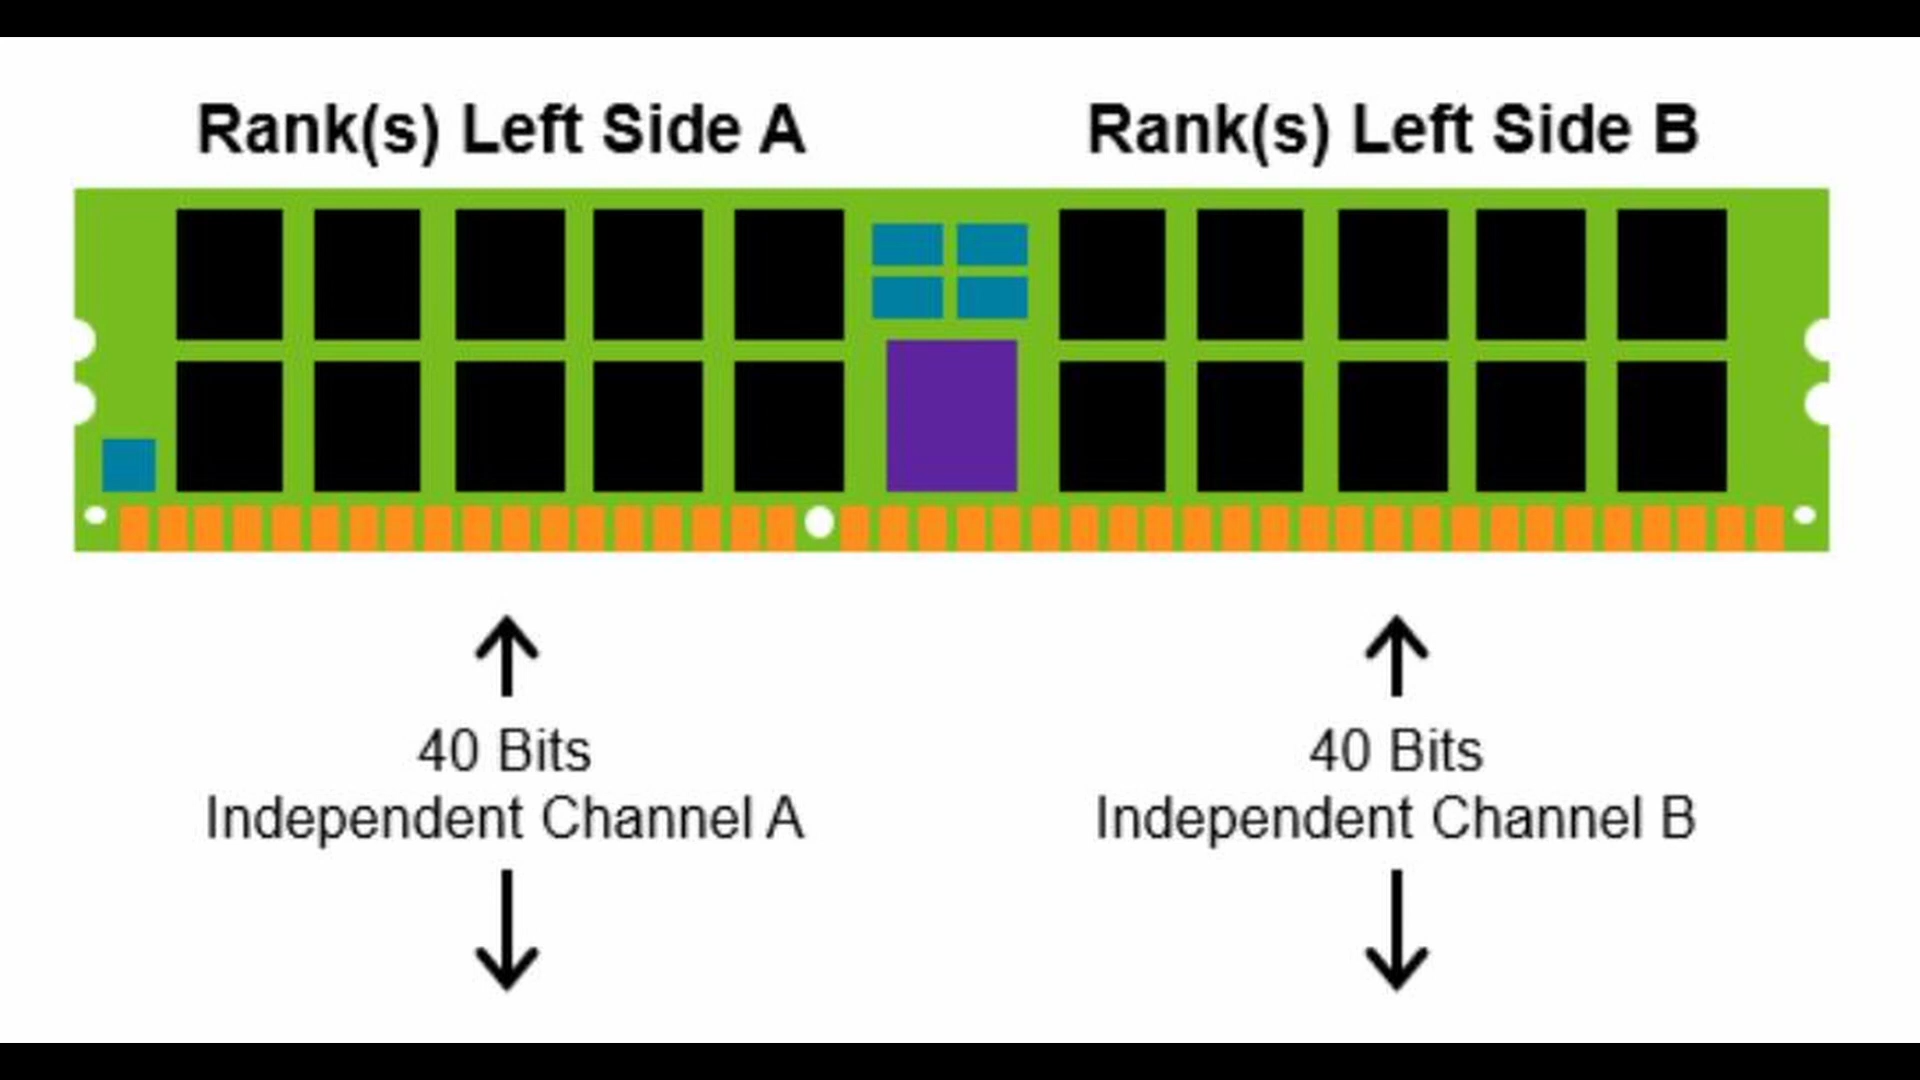 Rank(s) Left Side A
Rank(s) Left Side B
40 Bits
Independent Channel A
40 Bits
Independent Channel B